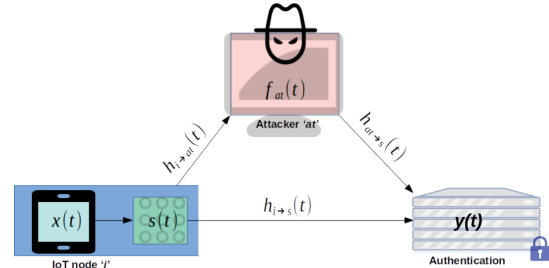 f_at(t)
Attacker 'at'
h_i→at(t)
h_at→s(t)
x(t)
s(t)
h_i→s(t)
y(t)
IoT node 'i'
Authentication